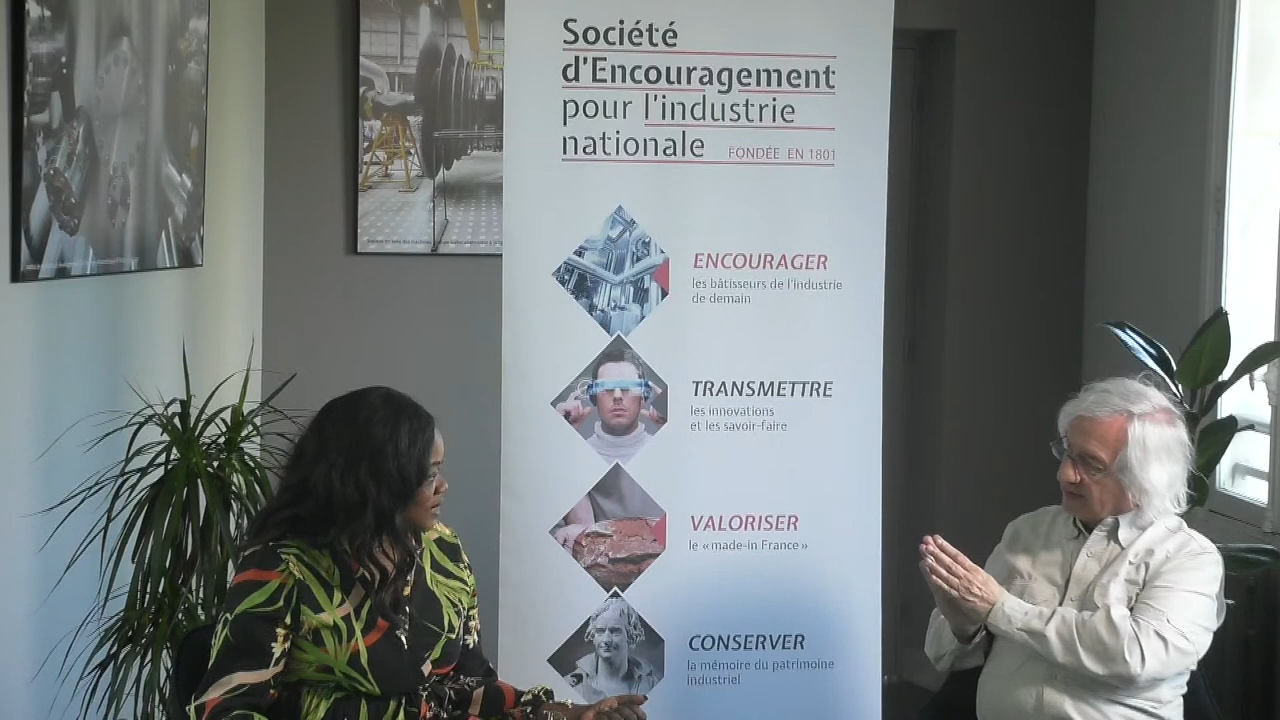 Société
d'Encouragement
pour l'industrie
nationale FONDÉE EN 1801
ENCOURAGER
les bâtisseurs de l'industrie
de demain
TRANSMETTRE
les innovations
et les savoir-faire
VALORISER
le « made-in France »
CONSERVER
la mémoire du patrimoine
industriel